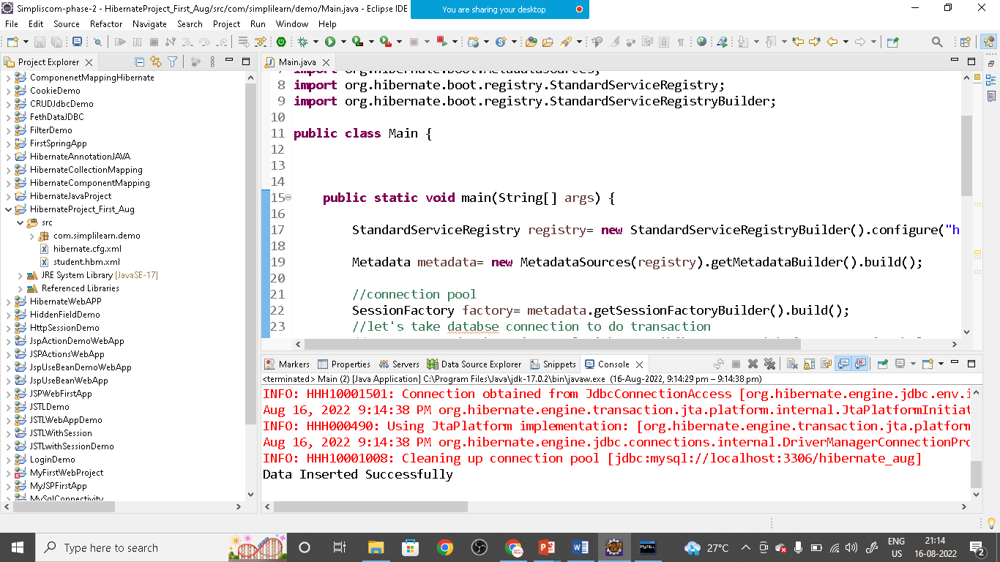 Simpliscom-phase-2 - HibernateProject_First_Aug/src/com/simplilearn/demo/Main.java - Eclipse IDE
You are sharing your desktop
File Edit Source Refactor Navigate Search Project Run Window Help
Project Explorer
ComponenetMappingHibernate
CookieDemo
CRUDJdbcDemo
FethDataJDBC
FilterDemo
FirstSpringApp
HibernateAnnotationJAVA
HibernateCollectionMapping
HibernateComponentMapping
HibernateJavaProject
HibernateProject_First_Aug
src
com.simplilearn.demo
hibernate.cfg.xml
student.hbm.xml
JRE System Library [JavaSE-17]
Referenced Libraries
HibernateWebAPP
HiddenFieldDemo
HttpSessionDemo
JspActionDemoWebApp
JSPActionsWebApp
JspUseBeanDemoWebApp
JspUseBeanWebApp
JSPWebFirstApp
JSTLDemo
JSTLWebAppDemo
JSTLWithSession
JSTLwithSessionDemo
LoginDemo
MyFirstWebProject
MyJSPFirstApp
MySqlConnectivity
Main.java
7 import org.hibernate.boot.MetadataSources;
8 import org.hibernate.boot.registry.StandardServiceRegistry;
9 import org.hibernate.boot.registry.StandardServiceRegistryBuilder;
10
11 public class Main {
12
13
14
15 public static void main(String[] args) {
16
17 StandardServiceRegistry registry= new StandardServiceRegistryBuilder().configure("h
18
19 Metadata metadata= new MetadataSources(registry).getMetadataBuilder().build();
20
21 //connection pool
22 SessionFactory factory= metadata.getSessionFactoryBuilder().build();
23 //let's take databse connection to do transaction
Markers Properties Servers Data Source Explorer Snippets Console
<terminated> Main (2) [Java Application] C:\Program Files\Java\jdk-17.0.2\bin\javaw.exe (16-Aug-2022, 9:14:29 pm – 9:14:38 pm)
INFO: HHH10001501: Connection obtained from JdbcConnectionAccess [org.hibernate.engine.jdbc.env.i
Aug 16, 2022 9:14:38 PM org.hibernate.engine.transaction.jta.platform.internal.JtaPlatformInitiat
INFO: HHH000490: Using JtaPlatform implementation: [org.hibernate.engine.transaction.jta.platform
Aug 16, 2022 9:14:38 PM org.hibernate.engine.jdbc.connections.internal.DriverManagerConnectionPro
INFO: HHH10001008: Cleaning up connection pool [jdbc:mysql://localhost:3306/hibernate_aug]
Data Inserted Successfully
Type here to search
27°C
ENG
US
21:14
16-08-2022
2